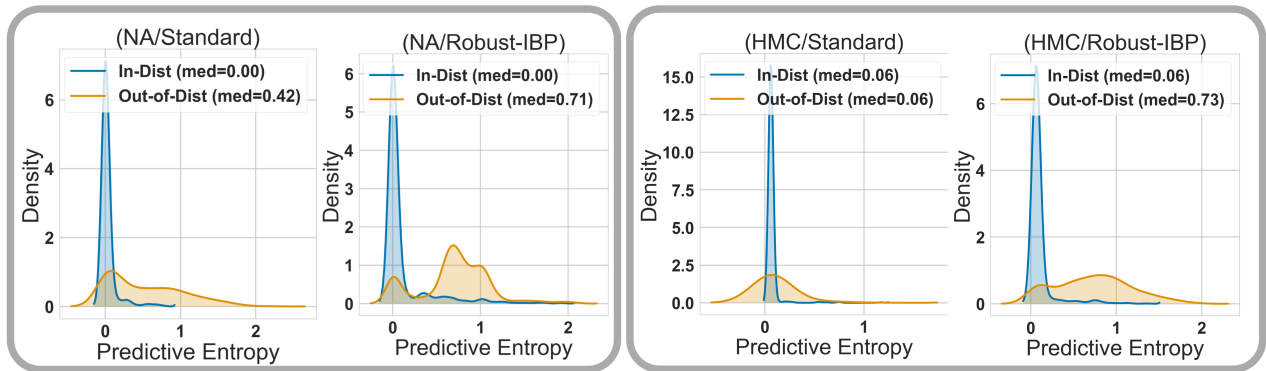 (NA/Standard)
In-Dist (med=0.00)
Out-of-Dist (med=0.42)
6
4
2
0
Density
0 1 2
Predictive Entropy
(NA/Robust-IBP)
In-Dist (med=0.00)
Out-of-Dist (med=0.71)
6
5
4
3
2
1
0
Density
0 1 2
Predictive Entropy
(HMC/Standard)
In-Dist (med=0.06)
Out-of-Dist (med=0.06)
15.0
12.5
10.0
7.5
5.0
2.5
0.0
Density
0 1
Predictive Entropy
(HMC/Robust-IBP)
In-Dist (med=0.06)
Out-of-Dist (med=0.73)
6
4
2
0
Density
0 1 2
Predictive Entropy